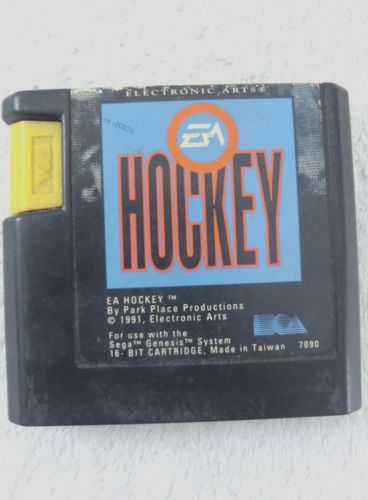 ELECTRONIC ARTS®
EA
HOCKEY
EA HOCKEY ™
By Park Place Productions
© 1991, Electronic Arts
For use with the
Sega™ Genesis™ System
16- BIT CARTRIDGE, Made in Taiwan 7090